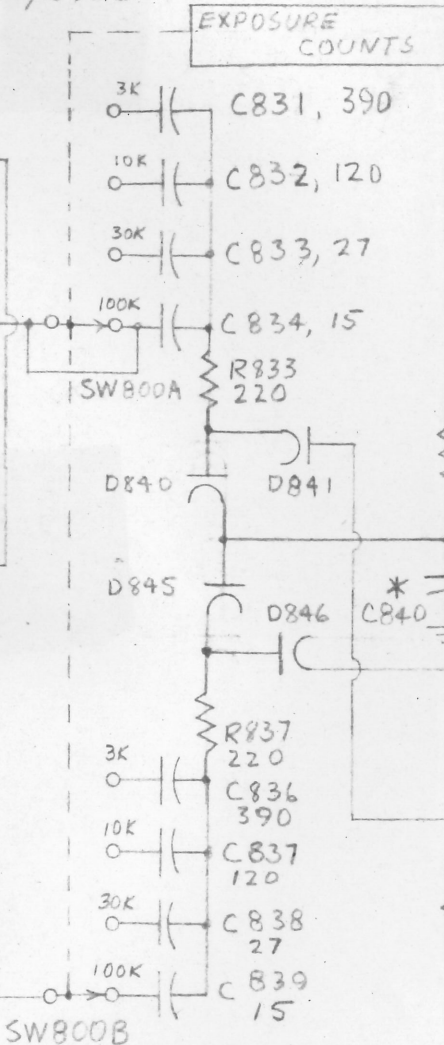 EXPOSURE
COUNTS
3K
C831, 390
10K
C832, 120
30K
C833, 27
100K
C834, 15
R833
220
SW800A
D840
D841
D845
*
D846
C840
R837
220
3K
C836
390
10K
C837
120
30K
C838
27
100K
C 839
15
SW800B